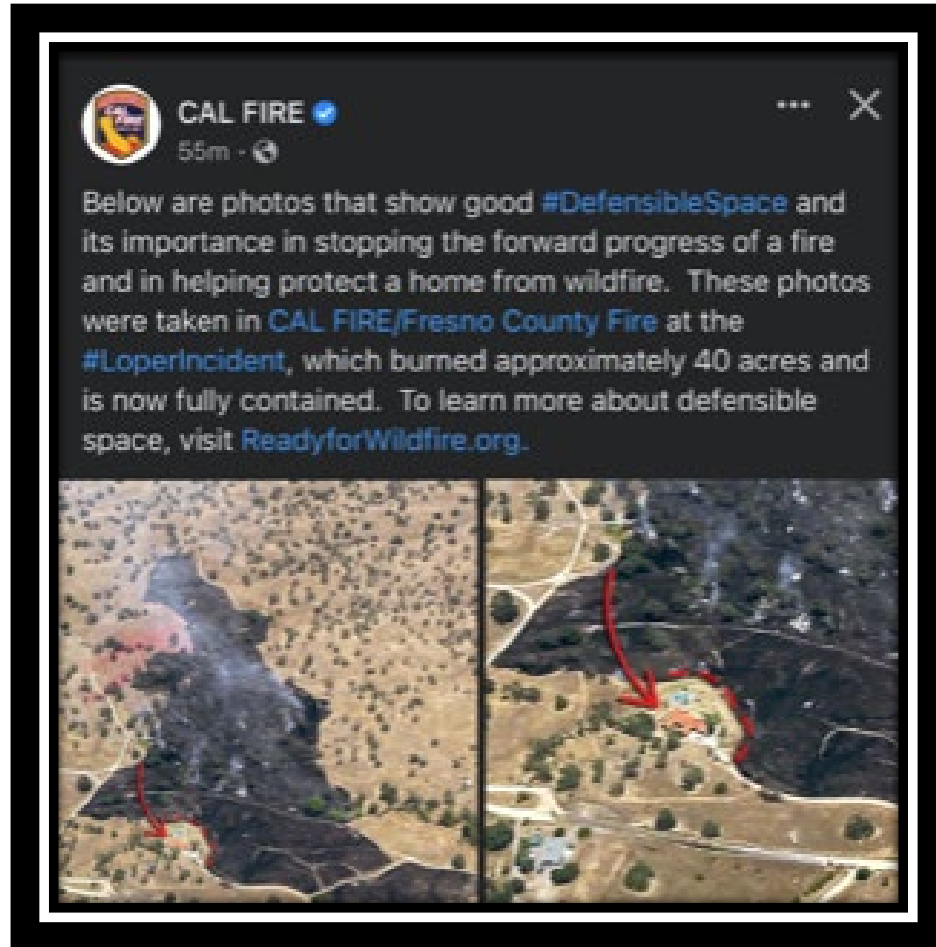 CAL FIRE
55m
Below are photos that show good #DefensibleSpace and
its importance in stopping the forward progress of a fire
and in helping protect a home from wildfire. These photos
were taken in CAL FIRE/Fresno County Fire at the
#LoperIncident, which burned approximately 40 acres and
is now fully contained. To learn more about defensible
space, visit ReadyforWildfire.org.